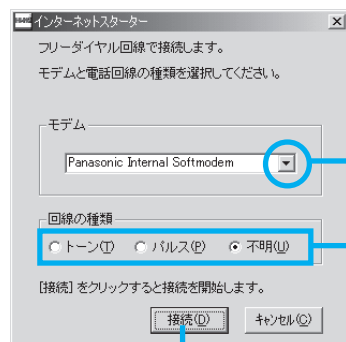 インターネットスターター
フリーダイヤル回線で接続します。
モデムと電話回線の種類を選択してください。
モデム
Panasonic Internal Softmodem
回線の種類
トーン(T) パルス(P) 不明(U)
[接続] をクリックすると接続を開始します。
接続(D) キャンセル(C)